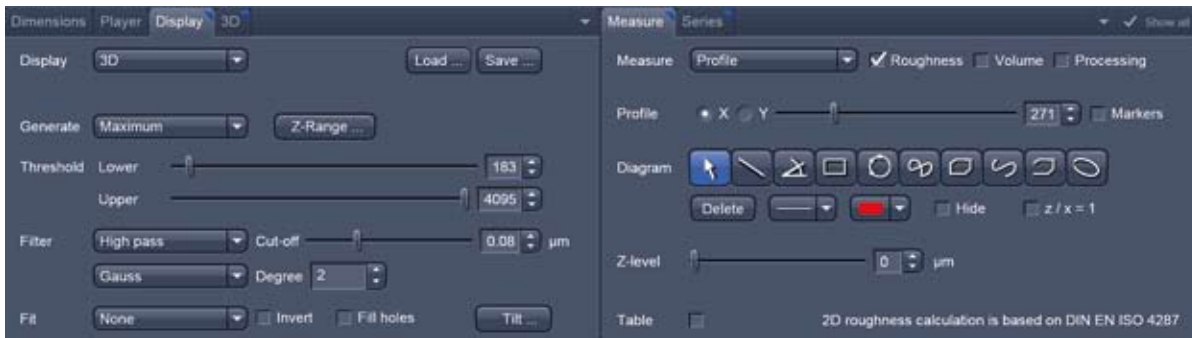 Dimensions Player Display 3D
Display 3D Load ... Save ...
Generate Maximum Z-Range ...
Threshold Lower 183
Upper 4095
Filter High pass Cut-off 0.08 µm
Gauss Degree 2
Fit None Invert Fill holes Tilt ...
Measure Series Show all
Measure Profile Roughness Volume Processing
Profile X Y 271 Markers
Diagram
Delete Hide z / x = 1
Z-level 0 µm
Table 2D roughness calculation is based on DIN EN ISO 4287